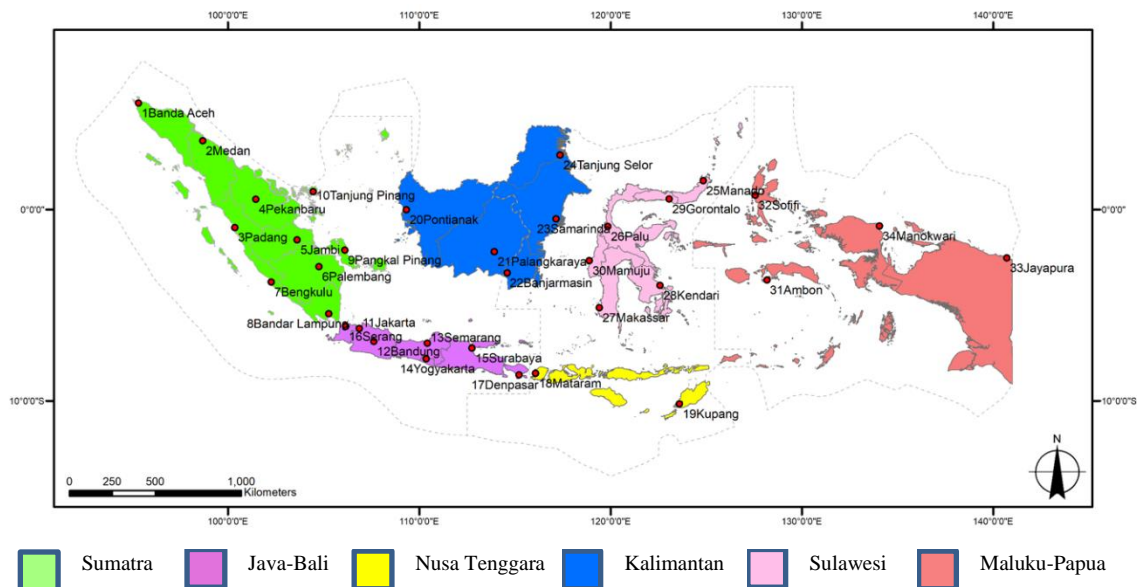 100°0'0"E 110°0'0"E 120°0'0"E 130°0'0"E 140°0'0"E
1Banda Aceh
2Medan
24Tanjung Selor
10Tanjung Pinang
25Manado
4Pekanbaru
32Sofifi
29Gorontalo
0°0'0" 0°0'0"
20Pontianak
3Padang
23Samarinda
26Palu
34Manokwari
5Jambi
9Pangkal Pinang
21Palangkaraya
33Jayapura
6Palembang
30Mamuju
22Banjarmasin
7Bengkulu
28Kendari
31Ambon
8Bandar Lampung
11Jakarta
27Makassar
16Serang
13Semarang
12Bandung
15Surabaya
14Yogyakarta
17Denpasar
18Mataram
19Kupang
10°0'0"S 10°0'0"S
N
0 250 500 1,000
Kilometers
100°0'0"E 110°0'0"E 120°0'0"E 130°0'0"E 140°0'0"E
Sumatra Java-Bali Nusa Tenggara Kalimantan Sulawesi Maluku-Papua